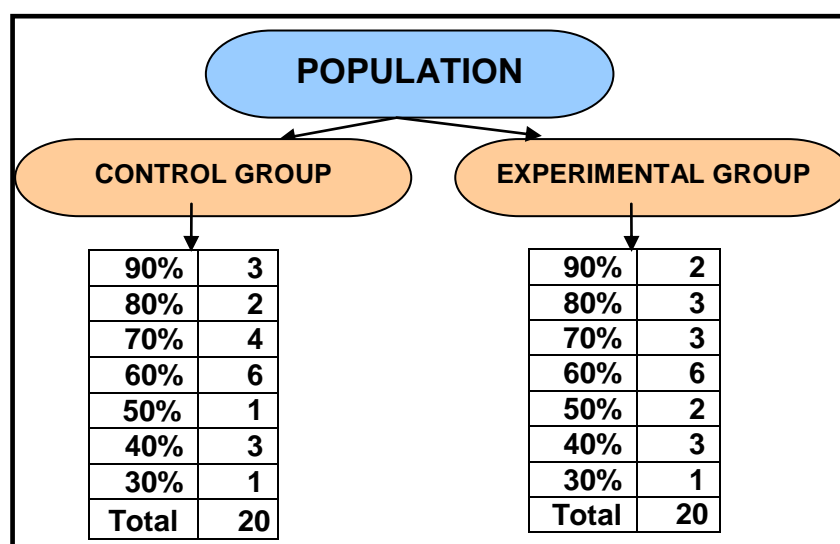 POPULATION
CONTROL GROUP
90% 3
80% 2
70% 4
60% 6
50% 1
40% 3
30% 1
Total 20
EXPERIMENTAL GROUP
90% 2
80% 3
70% 3
60% 6
50% 2
40% 3
30% 1
Total 20